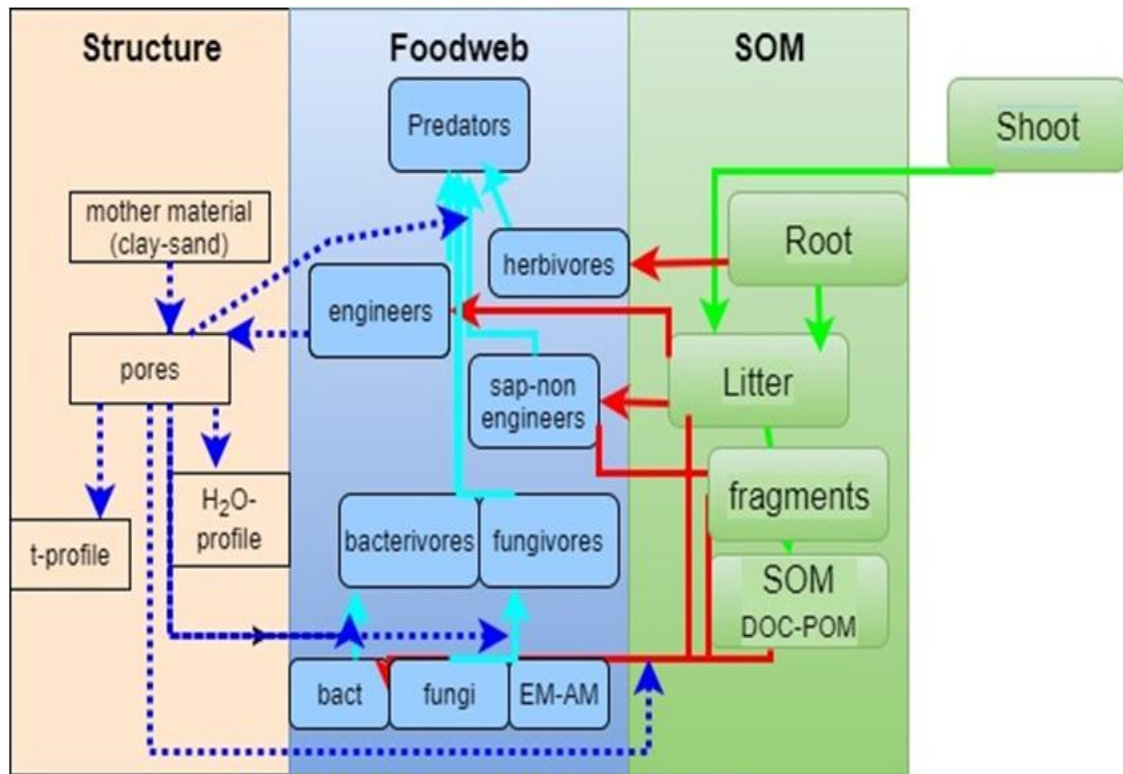 Structure
Foodweb
SOM
Predators
Shoot
mother material
(clay-sand)
Root
herbivores
engineers
pores
sap-non
engineers
Litter
H₂O-
profile
t-profile
bacterivores
fungivores
fragments
SOM
DOC-POM
bact
fungi
EM-AM